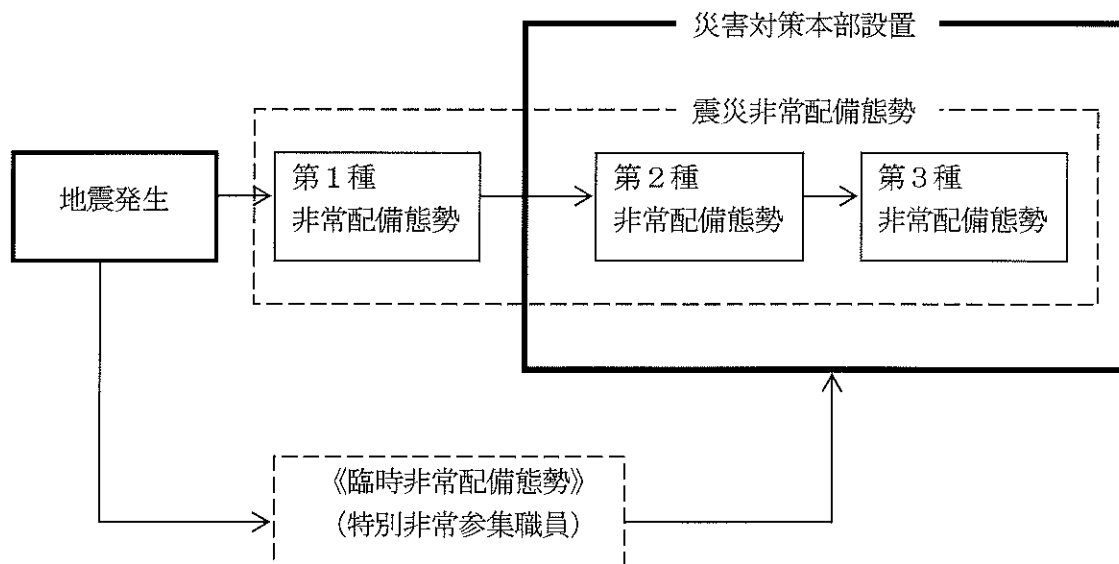 災害対策本部設置
震災非常配備態勢
地震発生
第1種
非常配備態勢
第2種
非常配備態勢
第3種
非常配備態勢
《臨時非常配備態勢》
(特別非常参集職員)